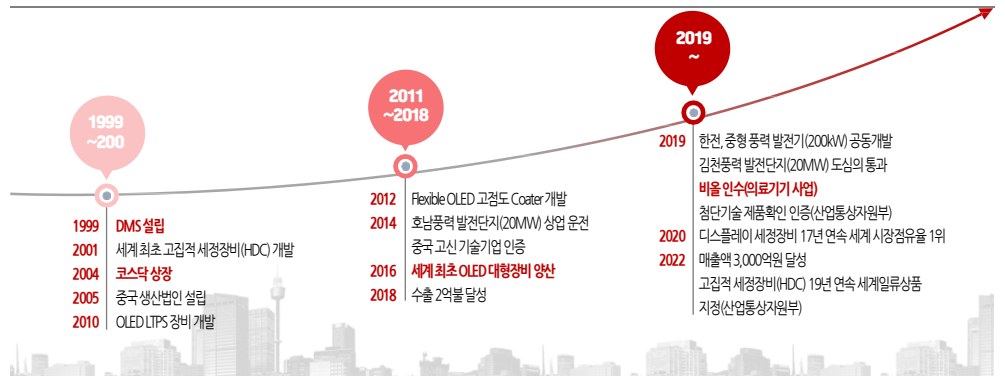 1999
~200
1999 DMS 설립
2001 세계 최초 고집적 세정장비(HDC) 개발
2004 코스닥 상장
2005 중국 생산법인 설립
2010 OLED LTPS 장비 개발
2011
~2018
2012 Flexible OLED 고점도 Coater 개발
2014 호남풍력 발전단지(20MW) 상업 운전
중국 고신 기술기업 인증
2016 세계 최초 OLED 대형장비 양산
2018 수출 2억불 달성
2019
~
2019 한전, 중형 풍력 발전기(200kW) 공동개발
김천풍력 발전단지(20MW) 도심의 통과
비올 인수(의료기기 사업)
첨단기술 제품확인 인증(산업통상자원부)
2020 디스플레이 세정장비 17년 연속 세계 시장점유율 1위
2022 매출액 3,000억원 달성
고집적 세정장비(HDC) 19년 연속 세계일류상품
지정(산업통상자원부)